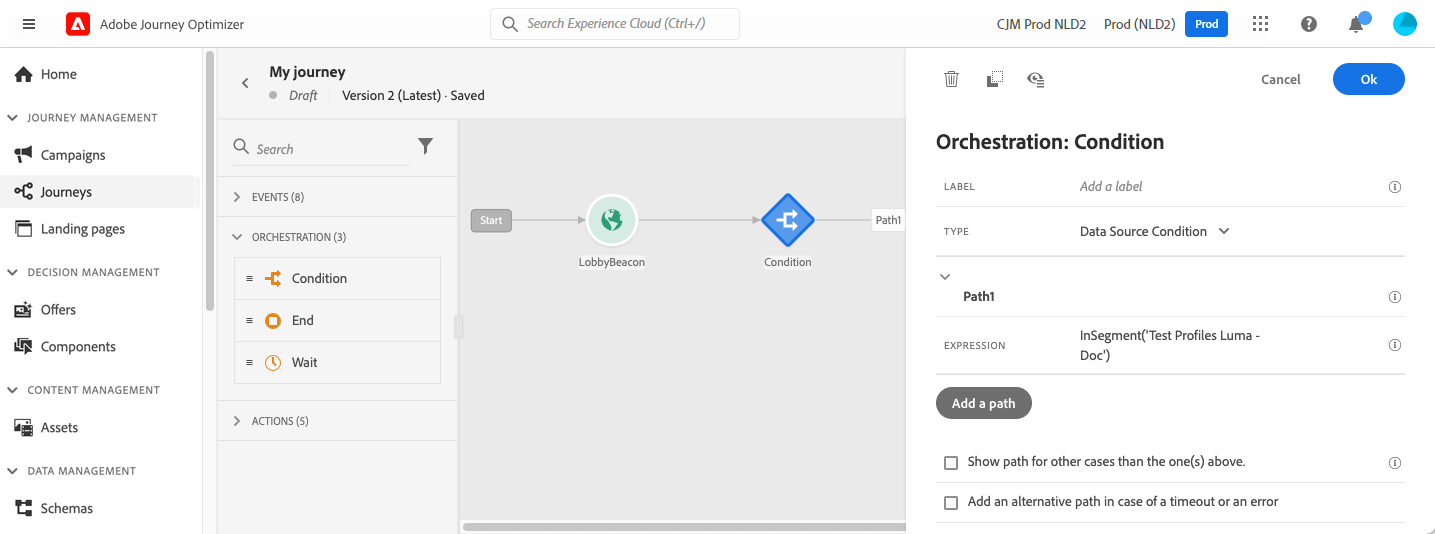 Adobe Journey Optimizer
Search Experience Cloud (Ctrl+/)
CJM Prod NLD2
Prod (NLD2)
Prod
Home
JOURNEY MANAGEMENT
Campaigns
Journeys
Landing pages
DECISION MANAGEMENT
Offers
Components
CONTENT MANAGEMENT
Assets
DATA MANAGEMENT
Schemas
My journey
Draft
Version 2 (Latest) · Saved
Search
EVENTS (8)
ORCHESTRATION (3)
Condition
End
Wait
ACTIONS (5)
Start
LobbyBeacon
Condition
Path1
Cancel
Ok
Orchestration: Condition
LABEL
Add a label
TYPE
Data Source Condition
Path1
EXPRESSION
InSegment('Test Profiles Luma -
Doc')
Add a path
Show path for other cases than the one(s) above.
Add an alternative path in case of a timeout or an error